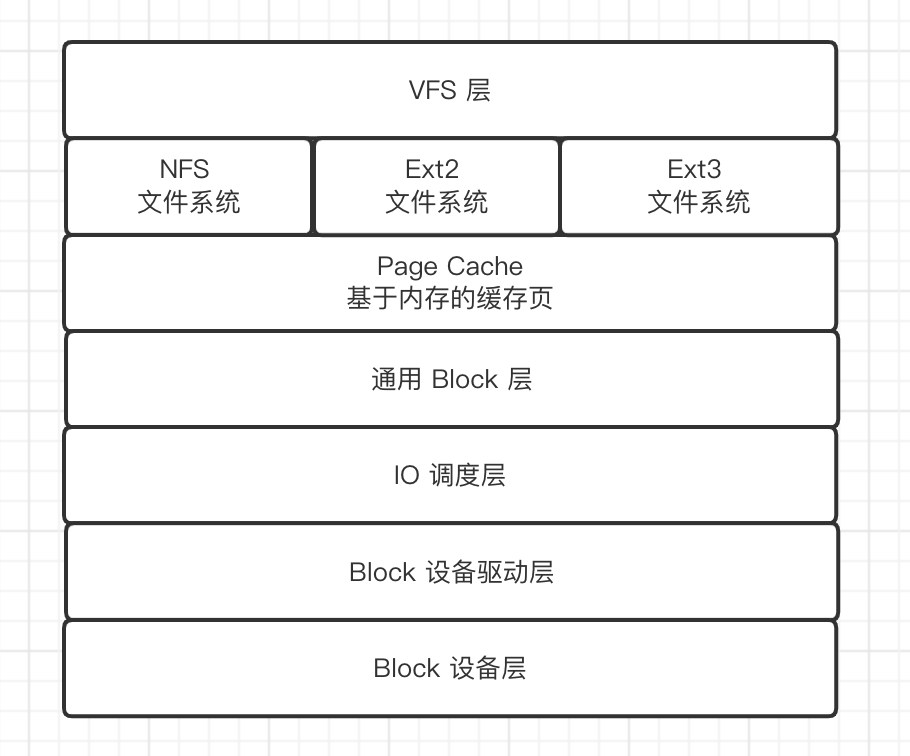 VFS 层
NFS
文件系统
Ext2
文件系统
Ext3
文件系统
Page Cache
基于内存的缓存页
通用 Block 层
IO 调度层
Block 设备驱动层
Block 设备层